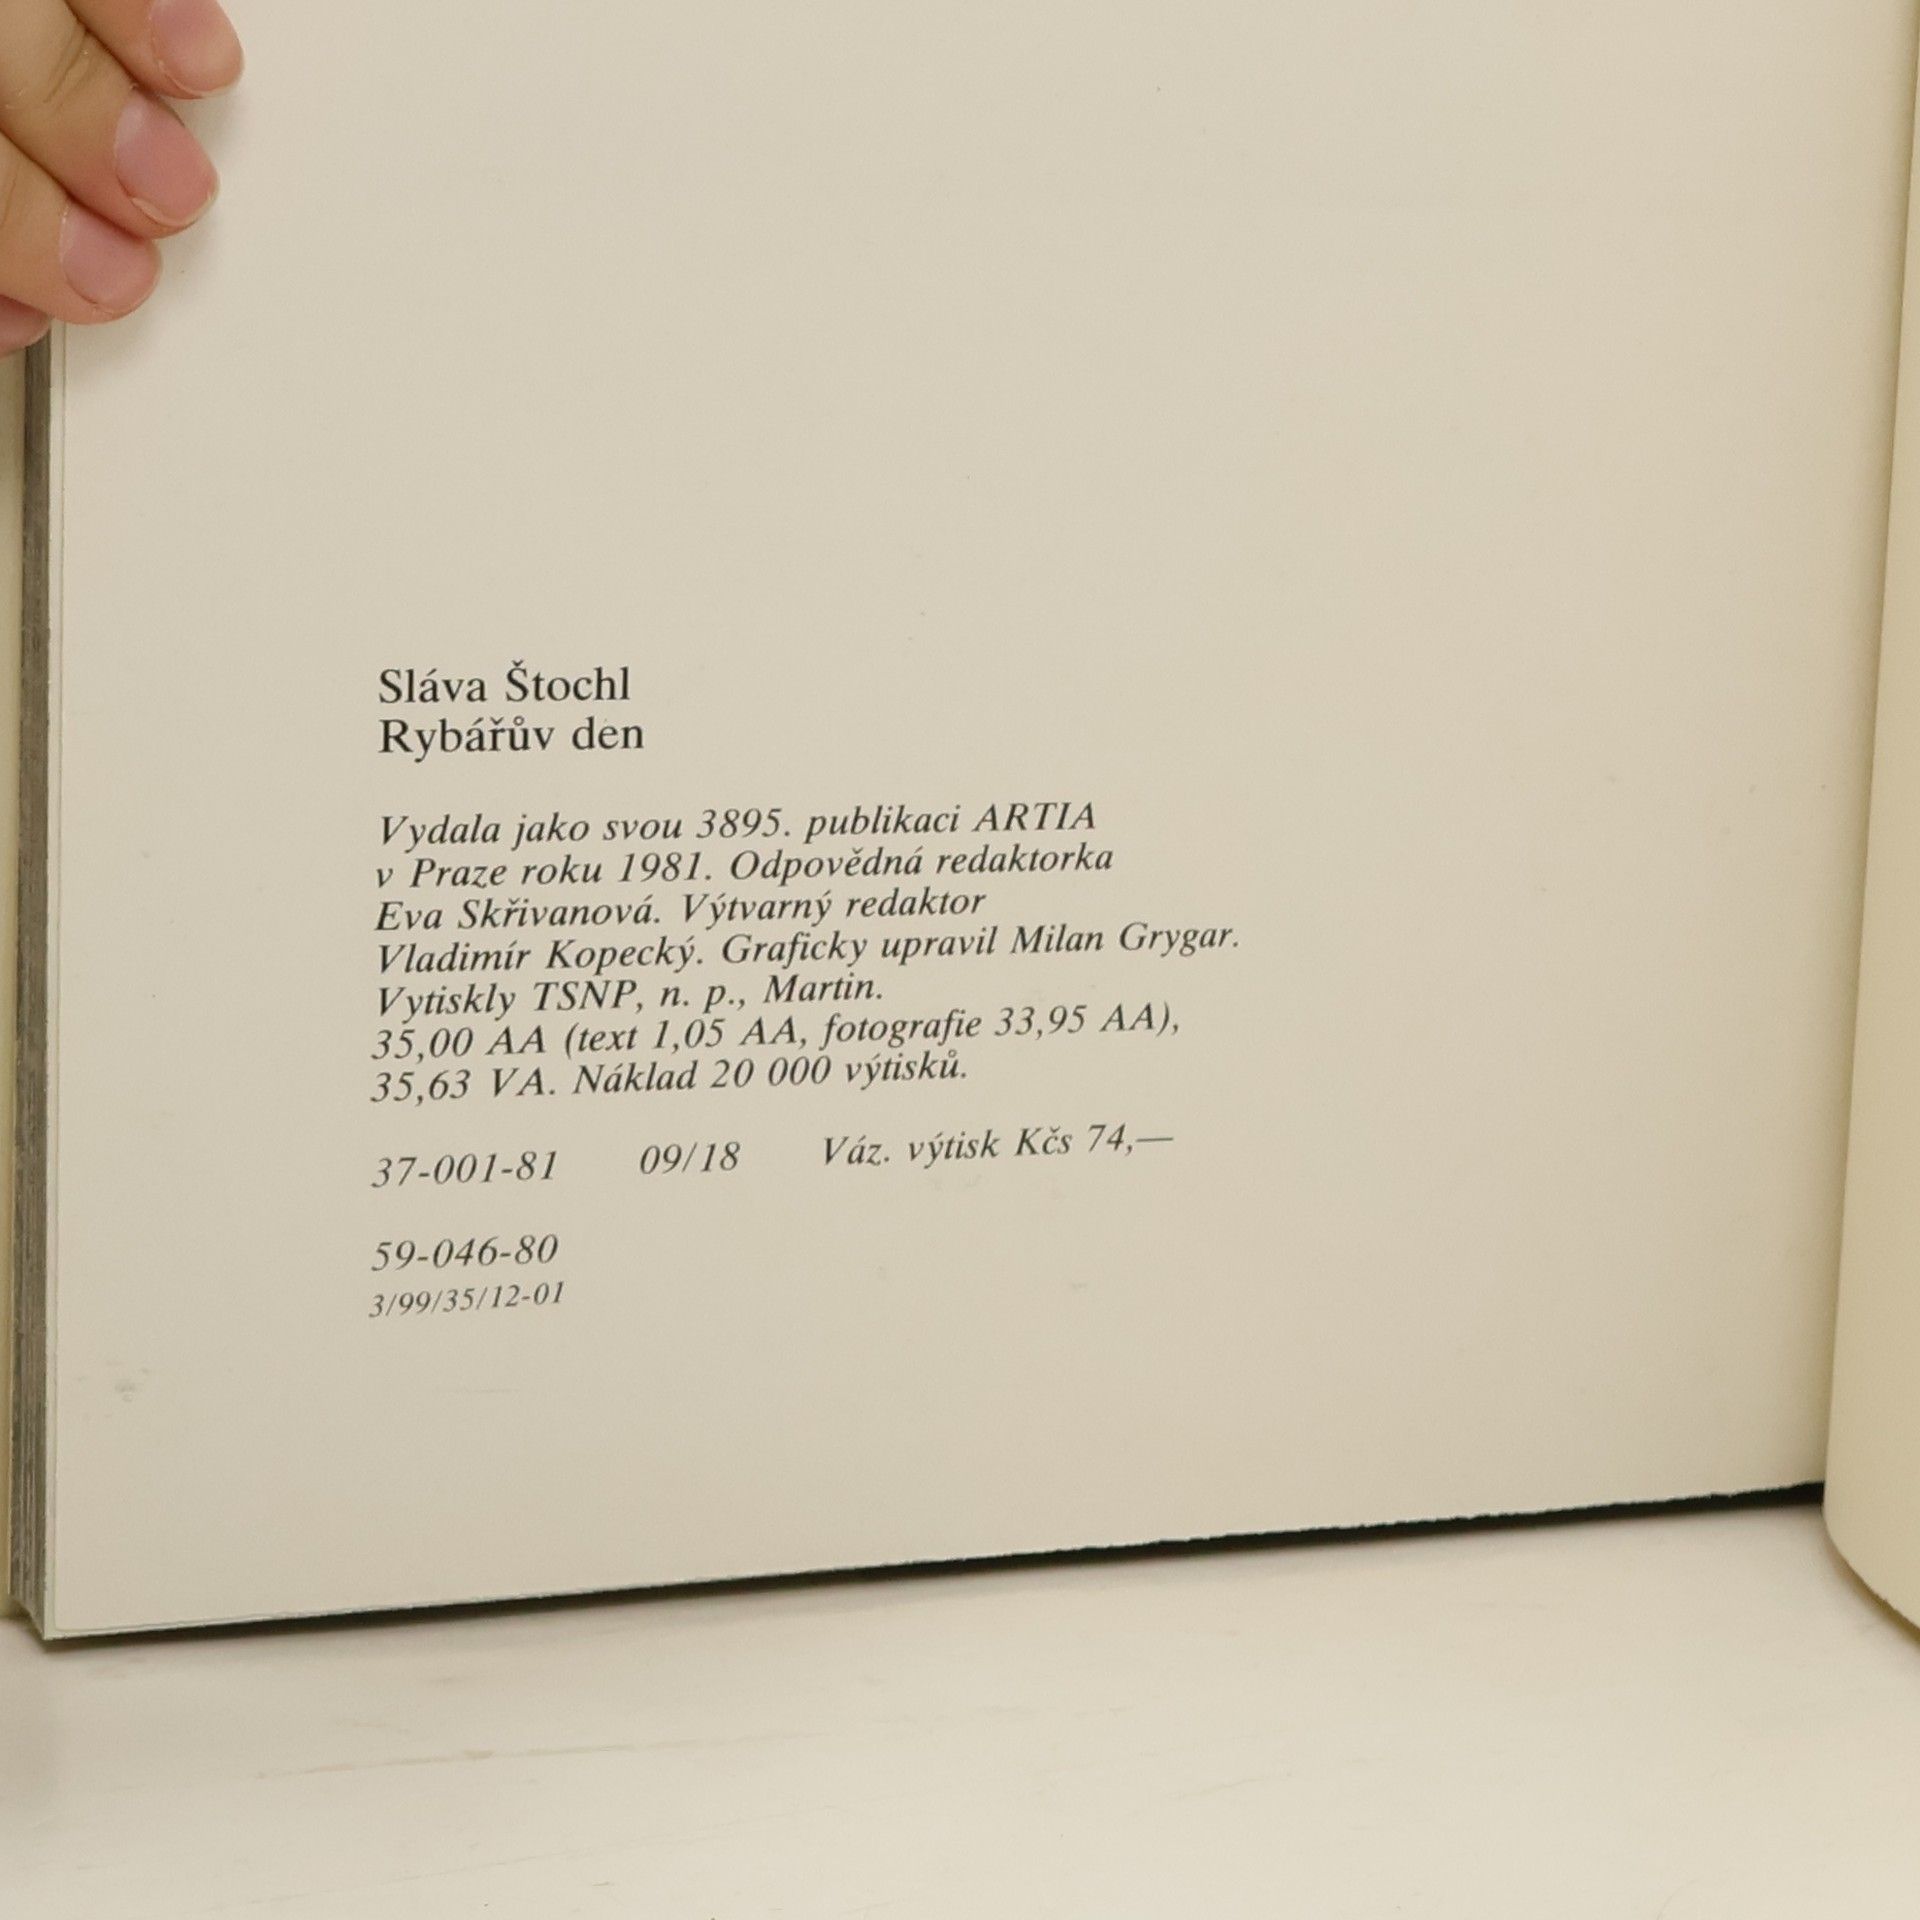 Sláva Štochl
Rybářův den
Vydala jako svou 3895. publikaci ARTIA
v Praze roku 1981. Odpovědná redaktorka
Eva Skřivanová. Výtvarný redaktor
Vladimír Kopecký. Graficky upravil Milan Grygar.
Vytiskly TSNP, n. p., Martin.
35,00 AA (text 1,05 AA, fotografie 33,95 AA),
35,63 VA. Náklad 20 000 výtisků.
37-001-81 09/18 Váz. výtisk Kčs 74,—
59-046-80
3/99/35/12-01